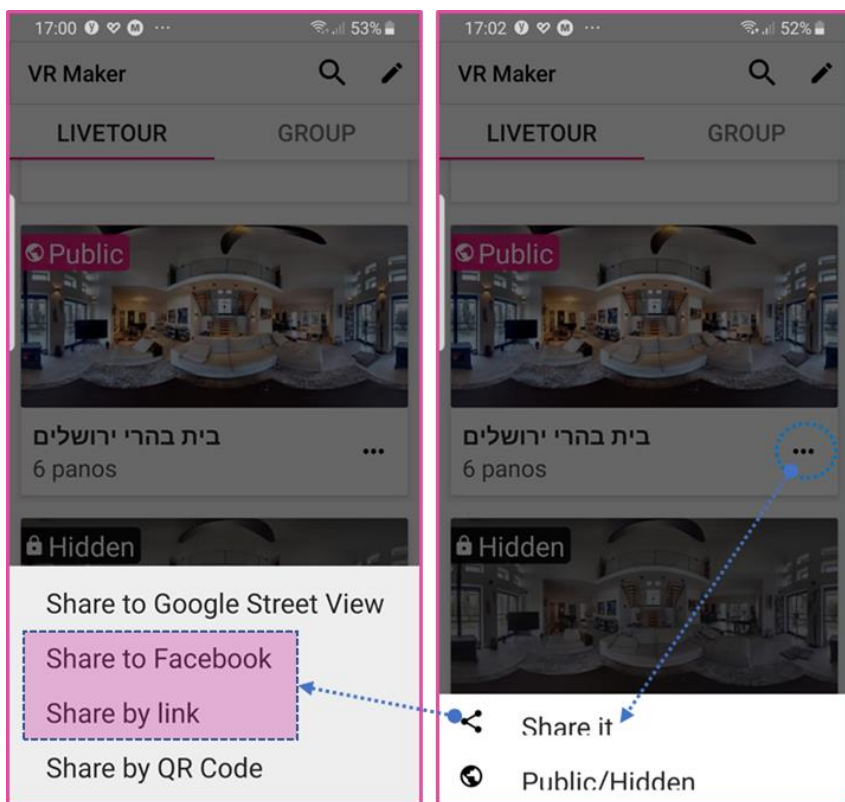 17:00 53%
VR Maker
LIVETOUR GROUP
Public
בית בהרי ירושלים
6 panos
Hidden
Share to Google Street View
Share to Facebook
Share by link
Share by QR Code
17:02 52%
VR Maker
LIVETOUR GROUP
Public
בית בהרי ירושלים
6 panos
Hidden
Share it
Public/Hidden